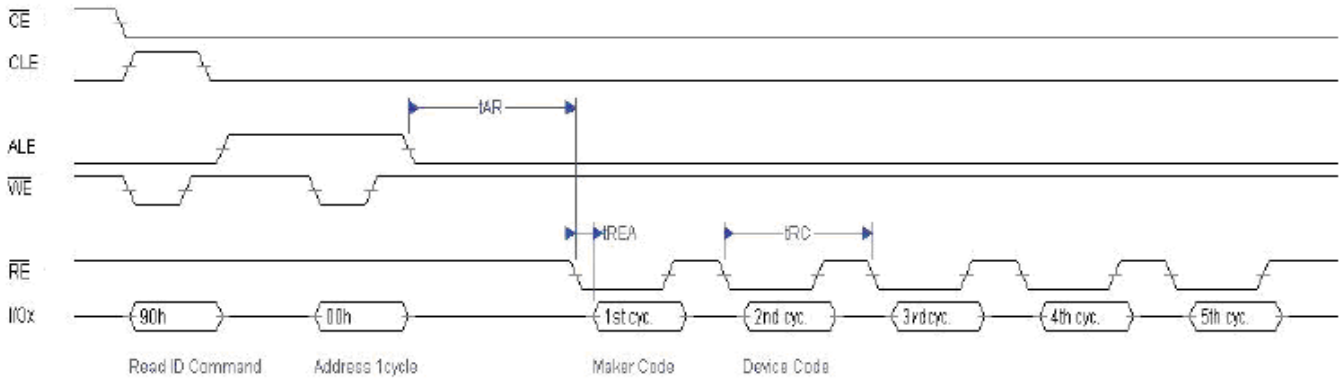 CE
CLE
tAR
ALE
WE
tREA
tRC
RE
I/Ox
90h
00h
1st cyc.
2nd cyc.
3rd cyc.
4th cyc.
5th cyc.
Read ID Command
Address 1cycle
Maker Code
Device Code